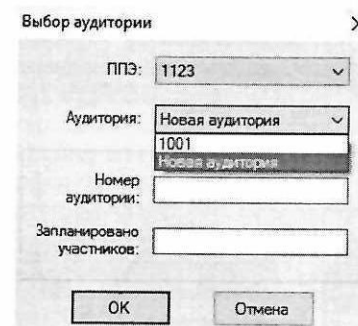 Выбор аудитории
ППЭ: 1123
Аудитория: Новая аудитория
1001
Новая аудитория
Номер
аудитории:
Запланировано
участников:
OK Отмена